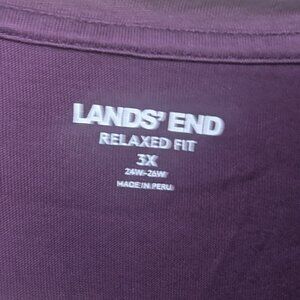 LANDS' END
RELAXED FIT
3X
24W-26W
MADE IN PERU